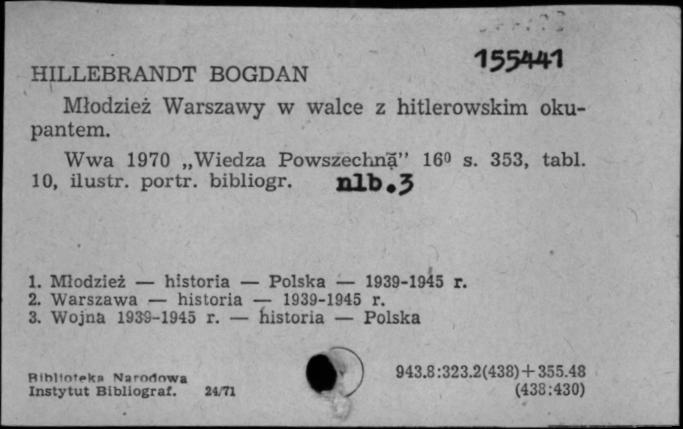 155441
HILLEBRANDT BOGDAN
Młodzież Warszawy w walce z hitlerowskim oku-
pantem.
Wwa 1970 „Wiedza Powszechna” 16⁰ s. 353, tabl.
10, ilustr. portr. bibliogr. nlb.3
1. Młodzież — historia — Polska — 1939-1945 r.
2. Warszawa — historia — 1939-1945 r.
3. Wojna 1939-1945 r. — historia — Polska
Biblioteka Narodowa
Instytut Bibliograf. 24/71
943.8:323.2(438)+355.48
(438:430)